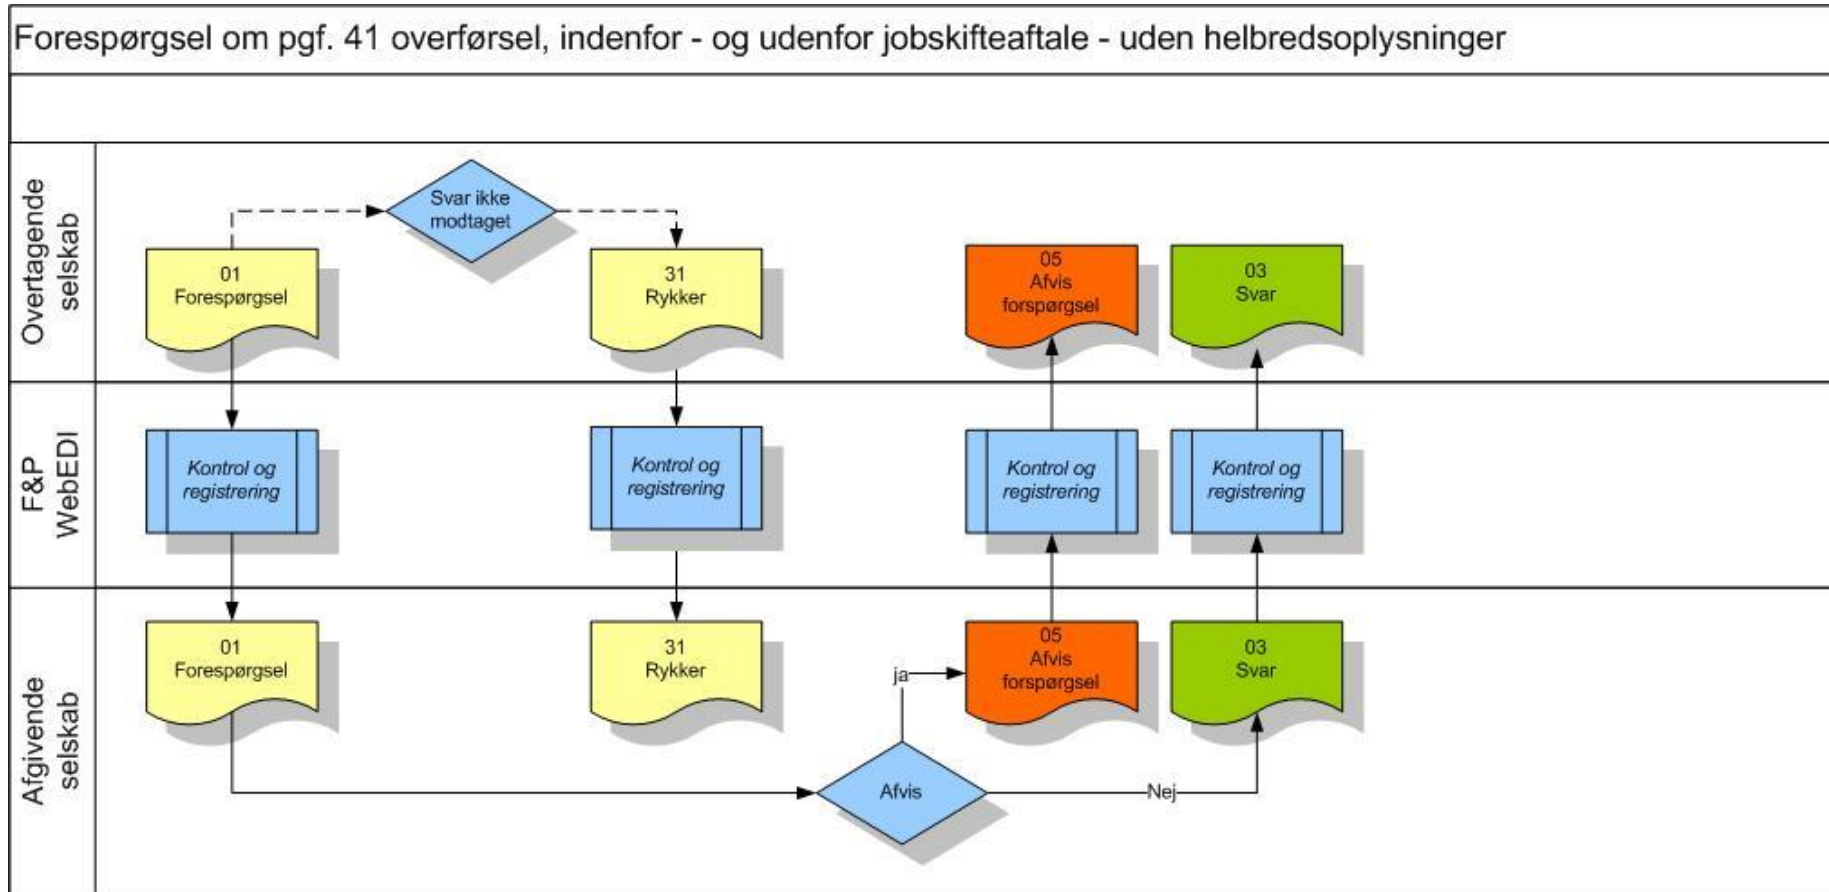 Forespørgsel om pgf. 41 overførsel, indenfor - og udenfor jobskifteaftale - uden helbredsoplysninger
Overtagende
selskab
Svar ikke
modtaget
01
Forespørgsel
31
Rykker
05
Afvis
forspørgsel
03
Svar
F&P
WebEDI
Kontrol og
registrering
Kontrol og
registrering
Kontrol og
registrering
Kontrol og
registrering
Afgivende
selskab
01
Forespørgsel
31
Rykker
05
Afvis
forspørgsel
03
Svar
ja
Afvis
Nej